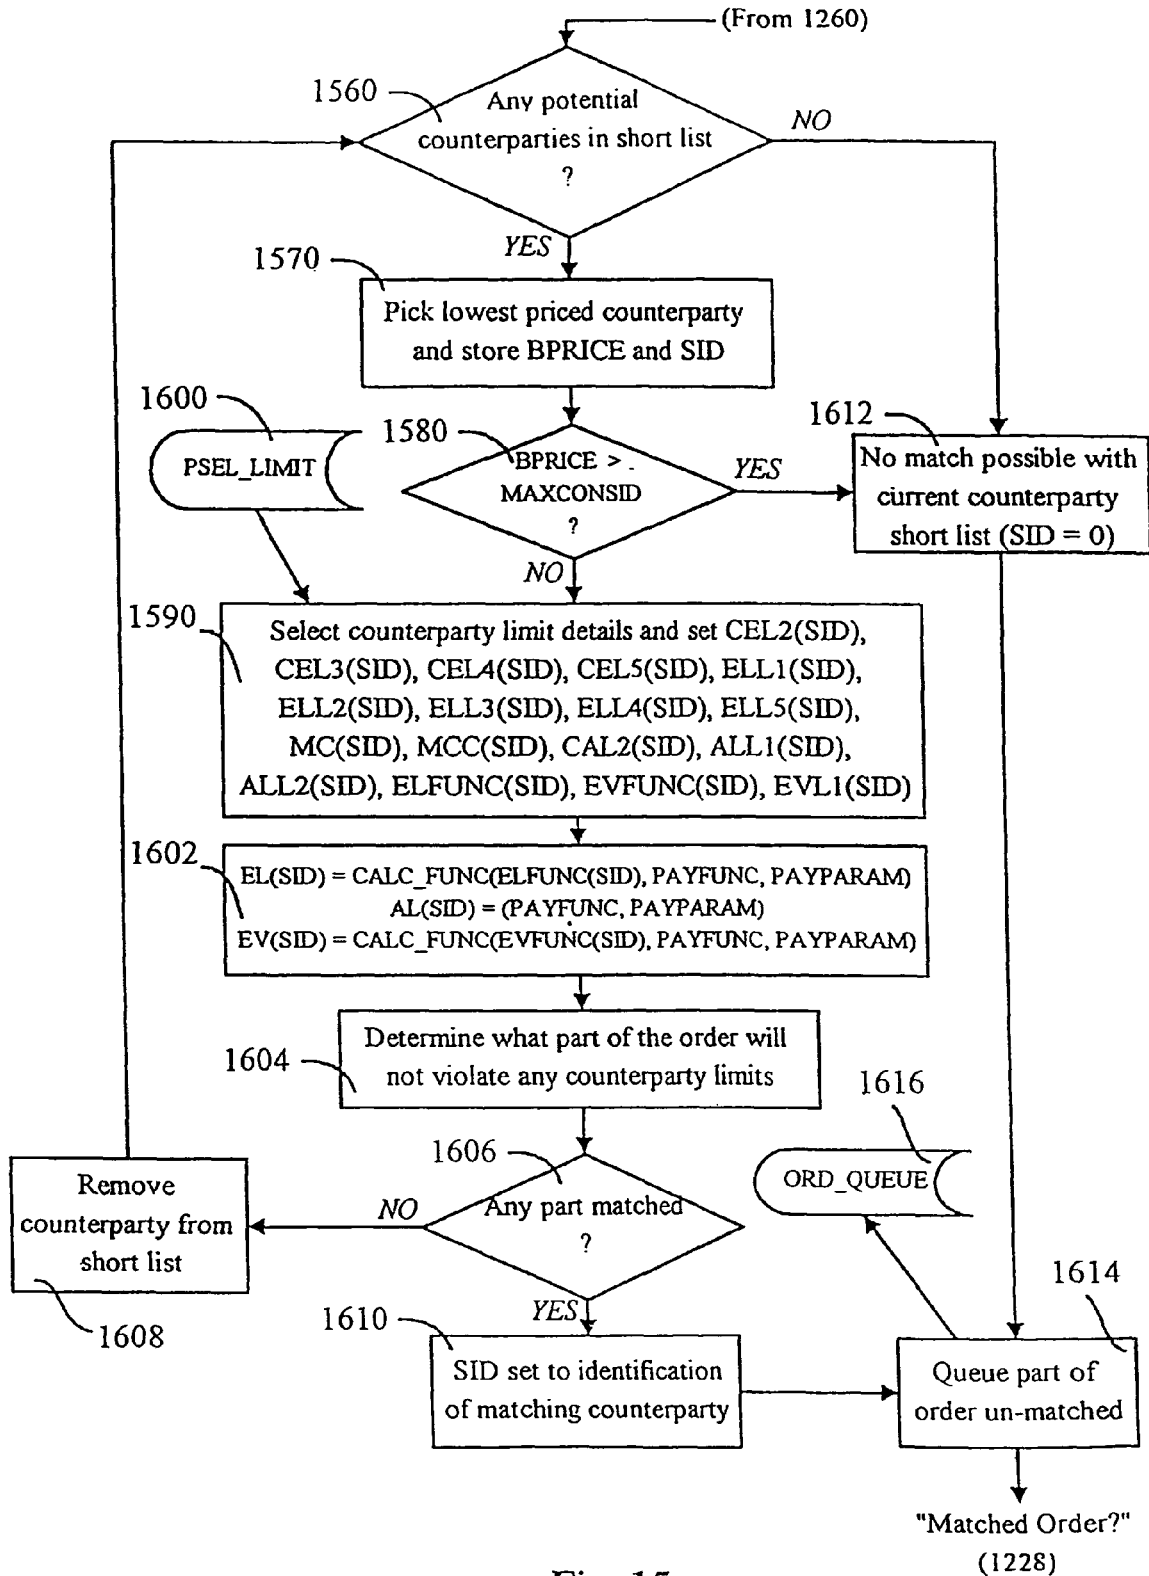 (From 1260)
1560
Any potential
counterparties in short list
?
NO
YES
1570
Pick lowest priced counterparty
and store BPRICE and SID
1600
PSEL_LIMIT
1580
BPRICE >
MAXCONSID
?
YES
NO
1612
No match possible with
current counterparty
short list (SID = 0)
1590
Select counterparty limit details and set CEL2(SID),
CEL3(SID), CEL4(SID), CEL5(SID), ELL1(SID),
ELL2(SID), ELL3(SID), ELL4(SID), ELL5(SID),
MC(SID), MCC(SID), CAL2(SID), ALL1(SID),
ALL2(SID), ELFUNC(SID), EVFUNC(SID), EVL1(SID)
1602
EL(SID) = CALC_FUNC(ELFUNC(SID), PAYFUNC, PAYPARAM)
AL(SID) = (PAYFUNC, PAYPARAM)
EV(SID) = CALC_FUNC(EVFUNC(SID), PAYFUNC, PAYPARAM)
1604
Determine what part of the order will
not violate any counterparty limits
1606
Any part matched
?
NO
YES
Remove
counterparty from
short list
1608
1616
ORD_QUEUE
1610
SID set to identification
of matching counterparty
1614
Queue part of
order un-matched
"Matched Order?"
(1228)